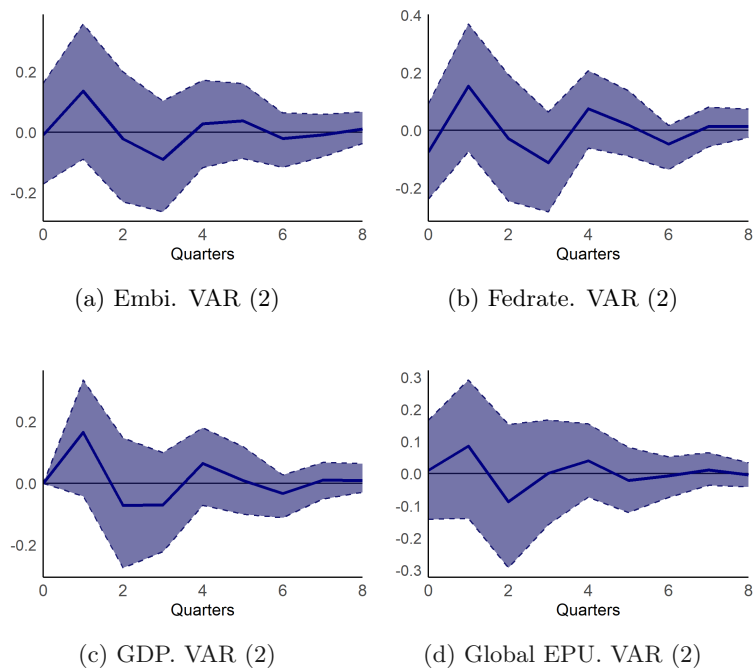 0.2
0.0
-0.2
0 2 4 6 8
Quarters
(a) Embi. VAR (2)
0.4
0.2
0.0
-0.2
0 2 4 6 8
Quarters
(b) Fedrate. VAR (2)
0.2
0.0
-0.2
0 2 4 6 8
Quarters
(c) GDP. VAR (2)
0.3
0.2
0.1
0.0
-0.1
-0.2
-0.3
0 2 4 6 8
Quarters
(d) Global EPU. VAR (2)